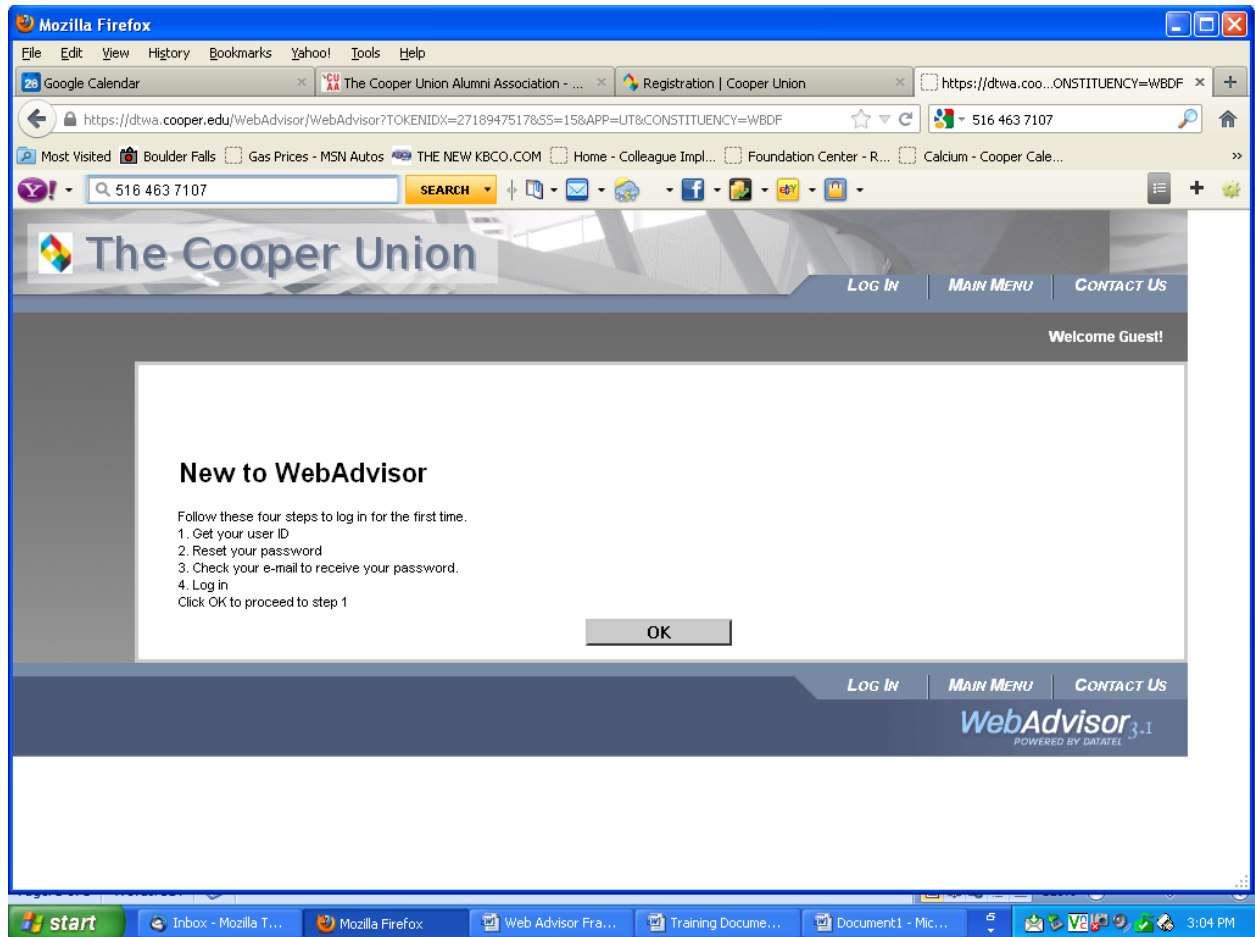 Mozilla Firefox
File Edit View History Bookmarks Yahoo! Tools Help
28 Google Calendar
CU AA The Cooper Union Alumni Association - ...
Registration | Cooper Union
https://dtwa.coo...ONSTITUENCY=WBDF
https://dtwa.cooper.edu/WebAdvisor/WebAdvisor?TOKENIDX=2718947517&SS=15&APP=UT&CONSTITUENCY=WBDF
516 463 7107
Most Visited Boulder Falls Gas Prices - MSN Autos THE NEW KBCO.COM Home - Colleague Impl... Foundation Center - R... Calcium - Cooper Cale... »
Y! 516 463 7107 SEARCH ebY
The Cooper Union
LOG IN MAIN MENU CONTACT US
Welcome Guest!
New to WebAdvisor
Follow these four steps to log in for the first time.
1. Get your user ID
2. Reset your password
3. Check your e-mail to receive your password.
4. Log in
Click OK to proceed to step 1
OK
LOG IN MAIN MENU CONTACT US
WebAdvisor 3.1
POWERED BY DATATEL
start Inbox - Mozilla T... Mozilla Firefox Web Advisor Fra... Training Docume... Document1 - Mic... 5 3:04 PM